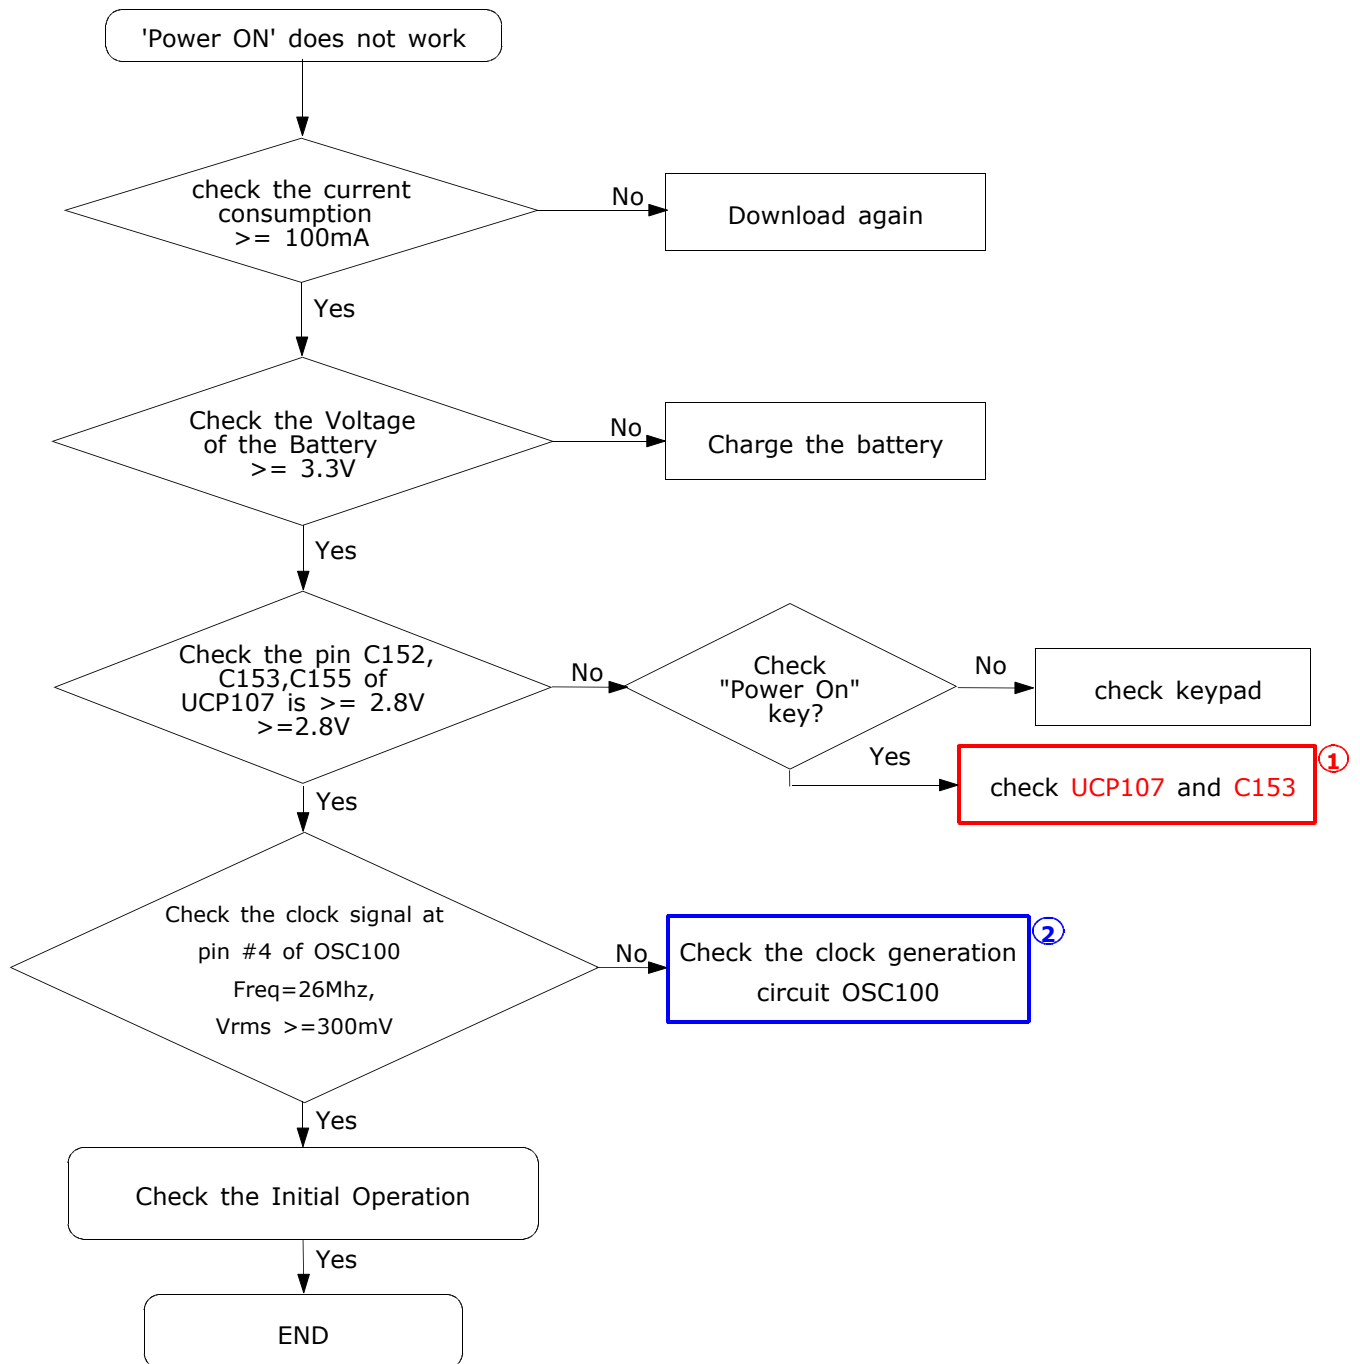 'Power ON' does not work
check the current
consumption
>= 100mA
No
Download again
Yes
Check the Voltage
of the Battery
>= 3.3V
No
Charge the battery
Yes
Check the pin C152,
C153,C155 of
UCP107 is >= 2.8V
>=2.8V
No
Check
"Power On"
key?
No
check keypad
Yes
check UCP107 and C153
1
Yes
Check the clock signal at
pin #4 of OSC100
Freq=26Mhz,
Vrms >=300mV
No
Check the clock generation
circuit OSC100
2
Yes
Check the Initial Operation
Yes
END